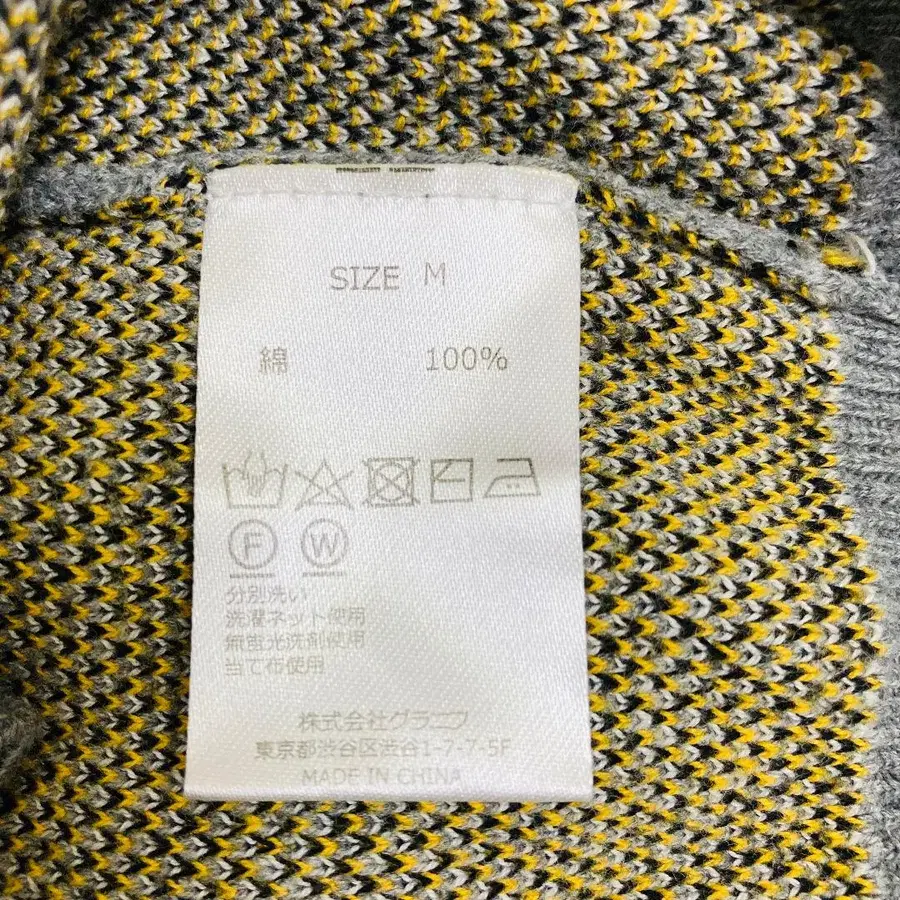 SIZE M
綿 100%
F W
分別洗い
洗濯ネット使用
無蛍光洗剤使用
当て布使用
株式会社グラニフ
東京都渋谷区渋谷1-7-7-5F
MADE IN CHINA